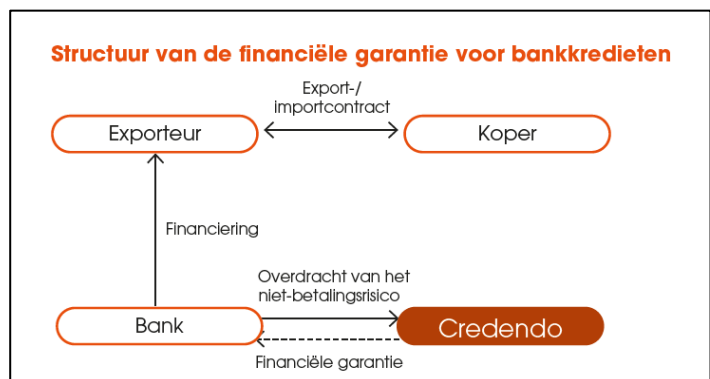 Structuur van de financiële garantie voor bankkredieten
Export-/
importcontract
Exporteur
Koper
Financiering
Overdracht van het
niet-betalingsrisico
Bank
Credendo
Financiële garantie